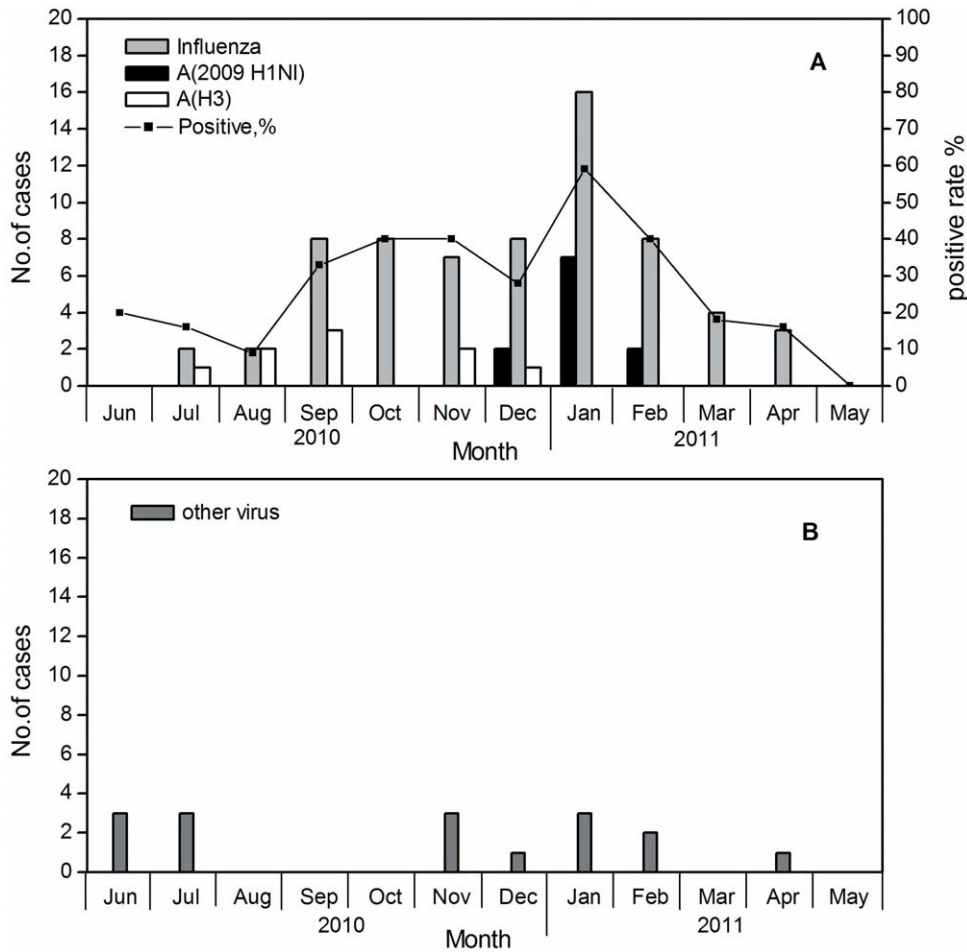 20
18
16
14
12
10
8
6
4
2
0
No.of cases
Influenza
A(2009 H1NI)
A(H3)
Positive,%
A
100
90
80
70
60
50
40
30
20
10
0
positive rate %
Jun Jul Aug Sep Oct Nov Dec Jan Feb Mar Apr May
2010 2011
Month
20
18
16
14
12
10
8
6
4
2
0
No.of cases
other virus
B
Jun Jul Aug Sep Oct Nov Dec Jan Feb Mar Apr May
2010 2011
Month